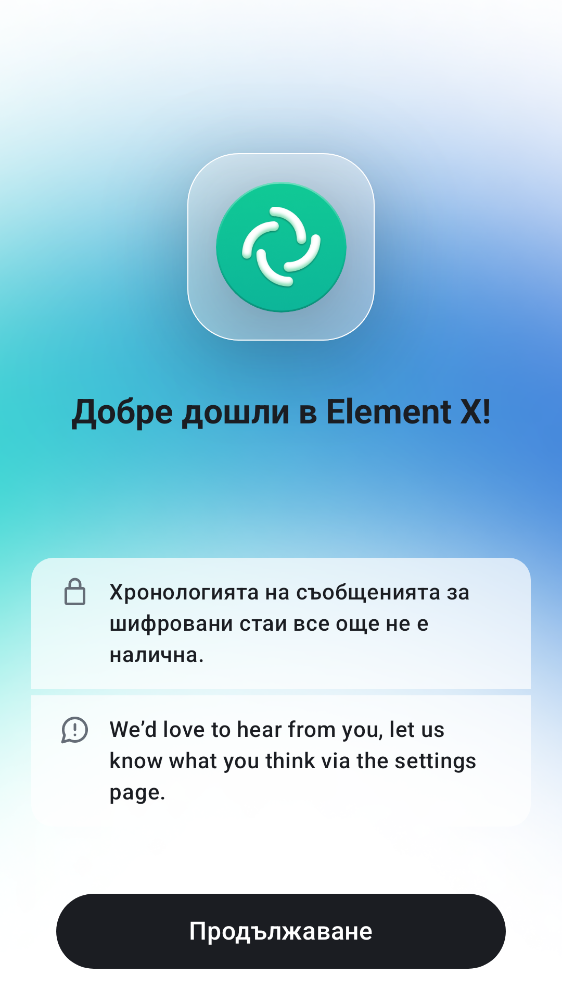 Добре дошли в Element X!
Хронологията на съобщенията за
шифровани стаи все още не е
налична.
We’d love to hear from you, let us
know what you think via the settings
page.
Продължаване